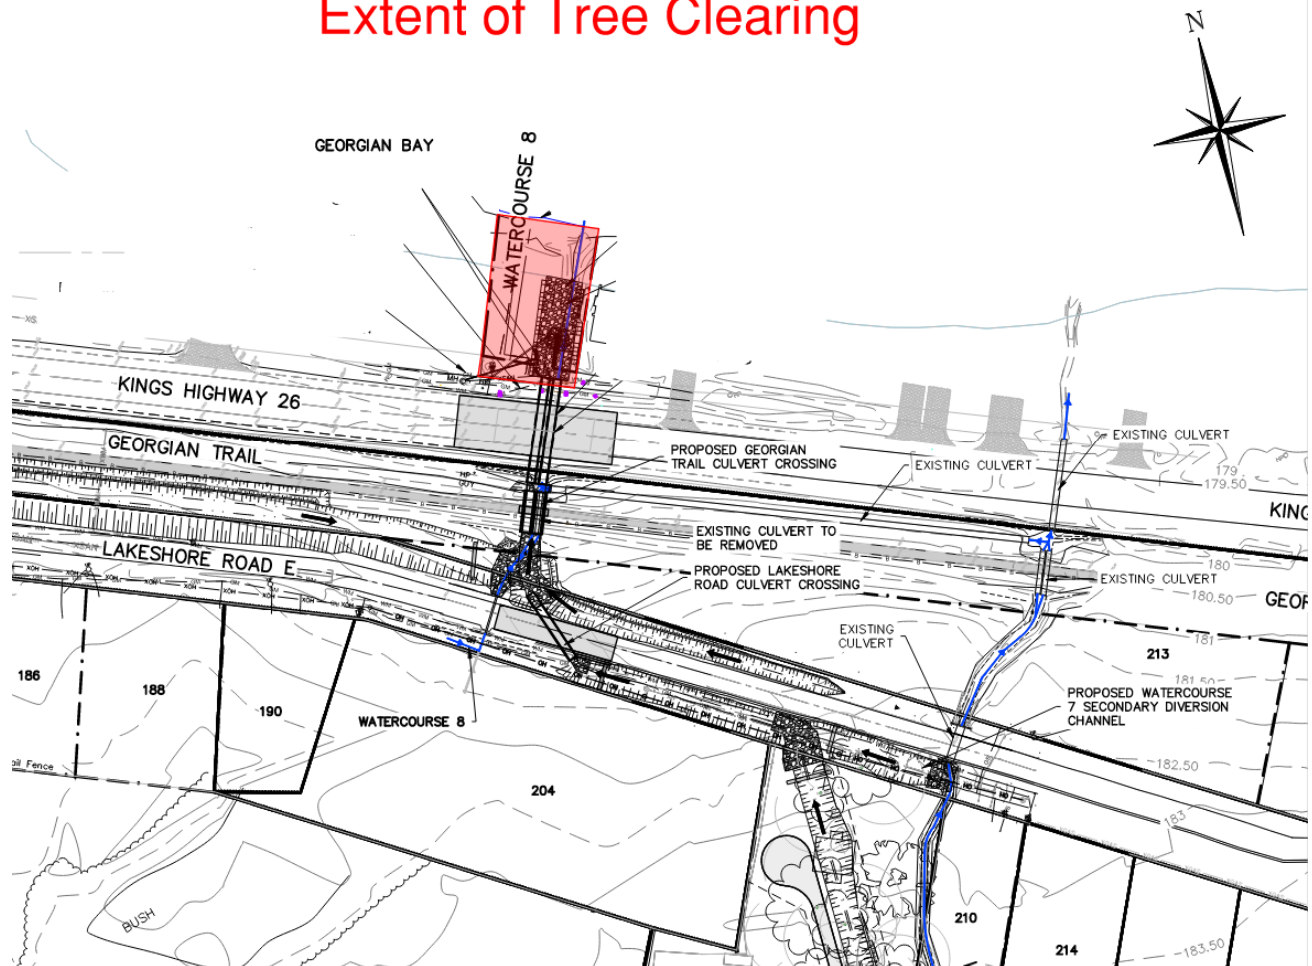 Extent of Tree Clearing
N
GEORGIAN BAY
WATERCOURSE 8
KINGS HIGHWAY 26
GEORGIAN TRAIL
LAKESHORE ROAD E
PROPOSED GEORGIAN
TRAIL CULVERT CROSSING
EXISTING CULVERT
EXISTING CULVERT
179
179.50
KING
EXISTING CULVERT TO
BE REMOVED
PROPOSED LAKESHORE
ROAD CULVERT CROSSING
EXISTING CULVERT
180
180.50
GEOR
EXISTING
CULVERT
181
213
181.50
186
188
190
WATERCOURSE 8
PROPOSED WATERCOURSE
7 SECONDARY DIVERSION
CHANNEL
182.50
204
183
BUSH
210
214
183.50